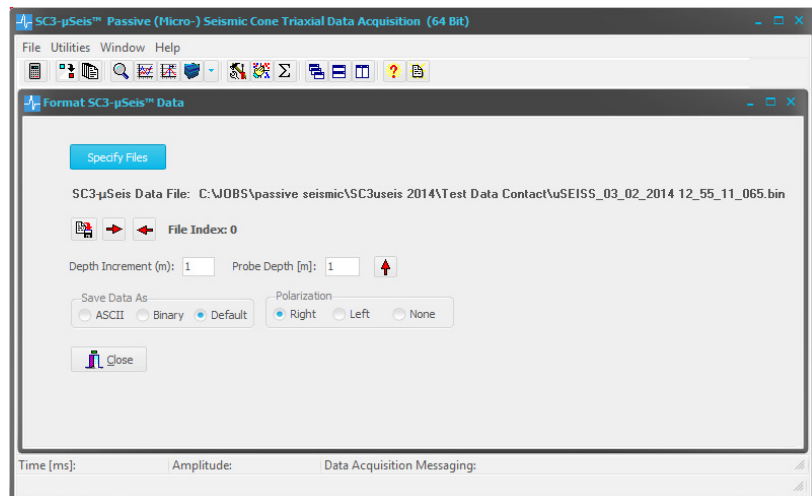 SC3-µSeis™ Passive (Micro-) Seismic Cone Triaxial Data Acquisition (64 Bit)
File Utilities Window Help
Format SC3-µSeis™ Data
Specify Files
SC3-µSeis Data File: C:\JOBS\passive seismic\SC3useis 2014\Test Data Contact\uSEISS_03_02_2014 12_55_11_065.bin
File Index: 0
Depth Increment (m): 1 Probe Depth [m]: 1
Save Data As Polarization
ASCII Binary Default Right Left None
Close
Time [ms]: Amplitude: Data Acquisition Messaging: